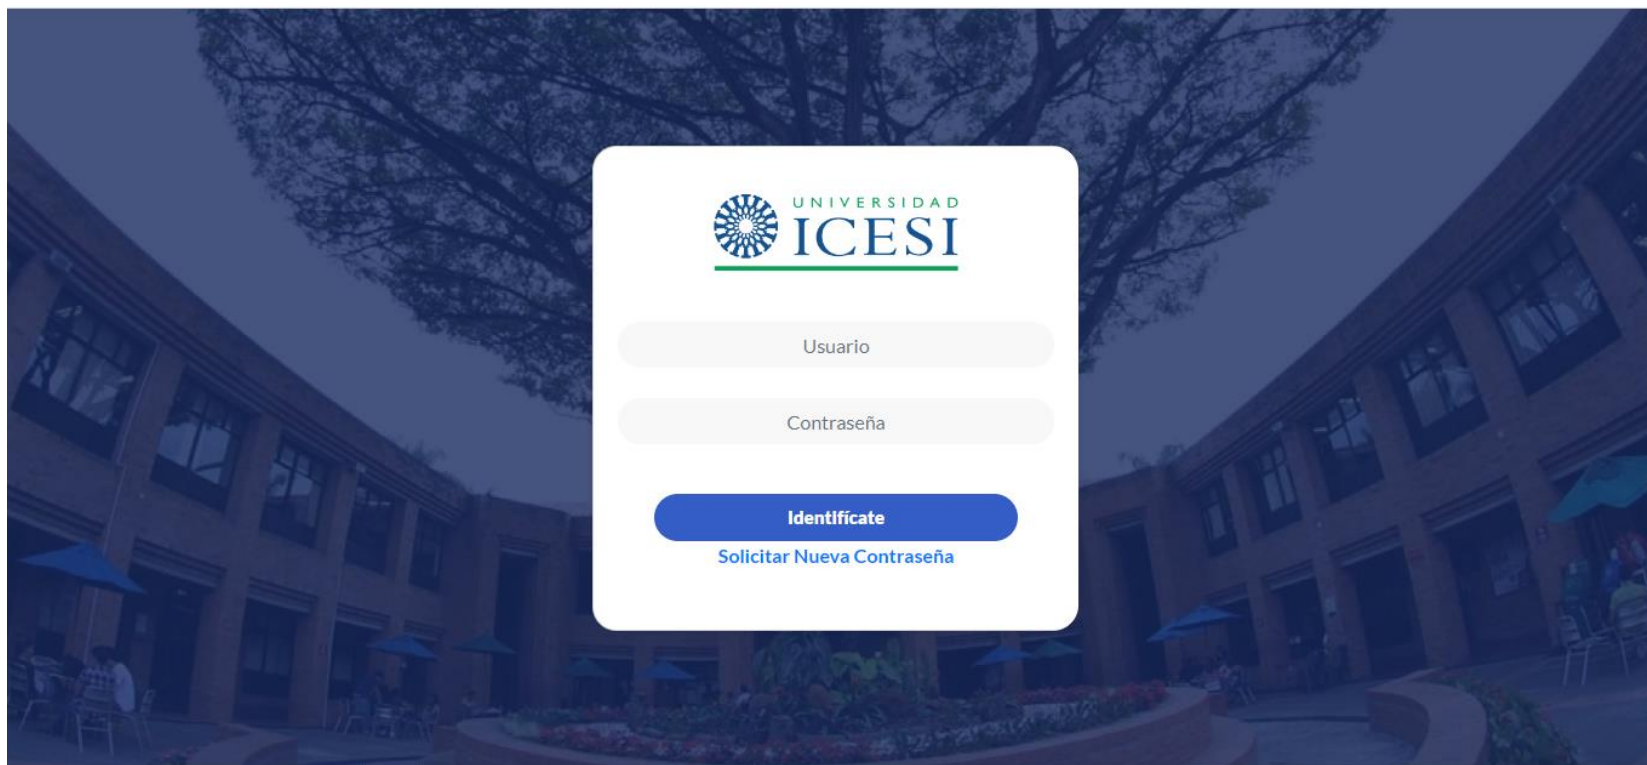 UNIVERSIDAD
ICESI
Usuario
Contraseña
Identifícate
Solicitar Nueva Contraseña